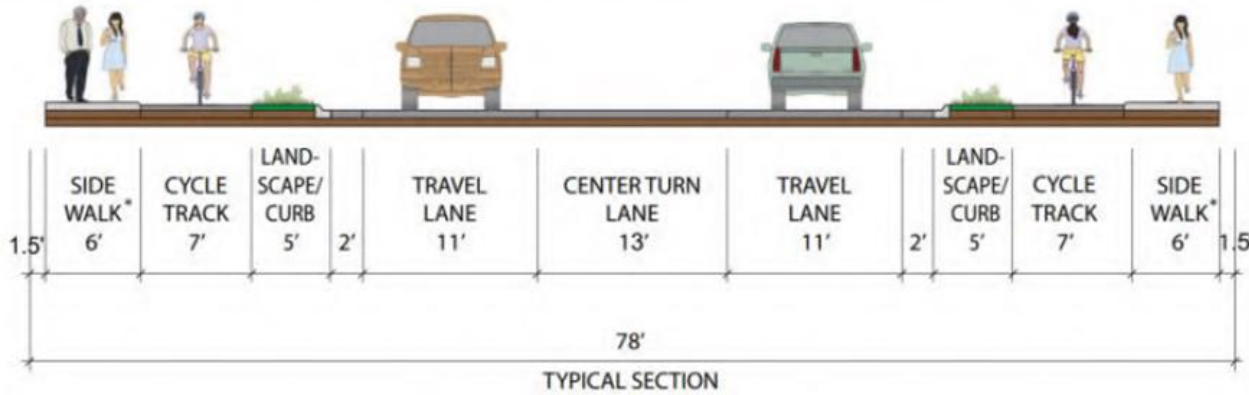 LAND-
SCAPE/
CURB
5'
SIDE
WALK*
6'
CYCLE
TRACK
7'
TRAVEL
LANE
11'
CENTER TURN
LANE
13'
TRAVEL
LANE
11'
LAND-
SCAPE/
CURB
5'
CYCLE
TRACK
7'
SIDE
WALK*
6'
1.5'
2'
2'
1.5
78'
TYPICAL SECTION